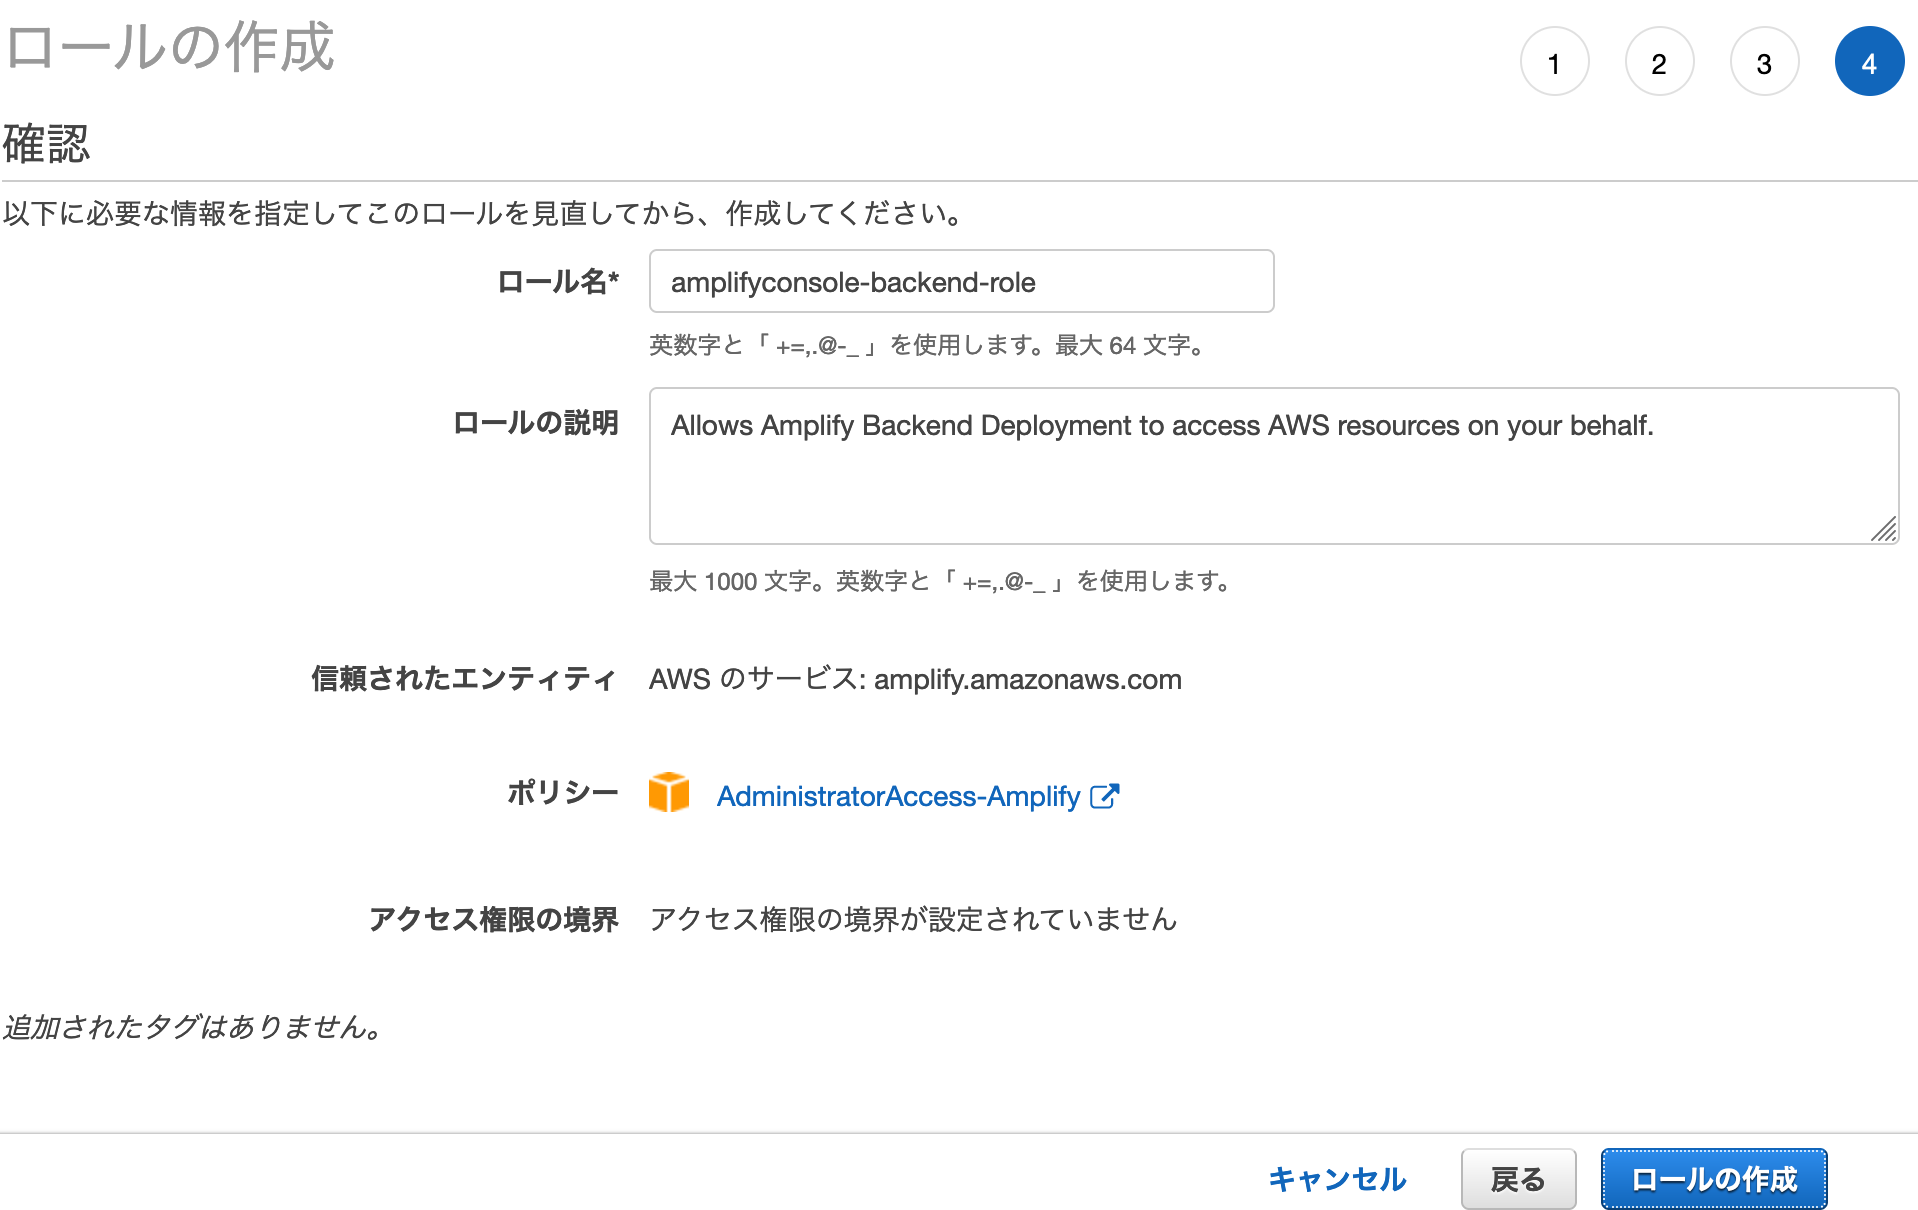 ロールの作成
1 2 3 4
確認
以下に必要な情報を指定してこのロールを見直してから、作成してください。
ロール名* amplifyconsole-backend-role
英数字と「 +=,.@-_ 」を使用します。最大 64 文字。
ロールの説明 Allows Amplify Backend Deployment to access AWS resources on your behalf.
最大 1000 文字。英数字と「 +=,.@-_ 」を使用します。
信頼されたエンティティ AWS のサービス: amplify.amazonaws.com
ポリシー AdministratorAccess-Amplify
アクセス権限の境界 アクセス権限の境界が設定されていません
追加されたタグはありません。
キャンセル 戻る ロールの作成